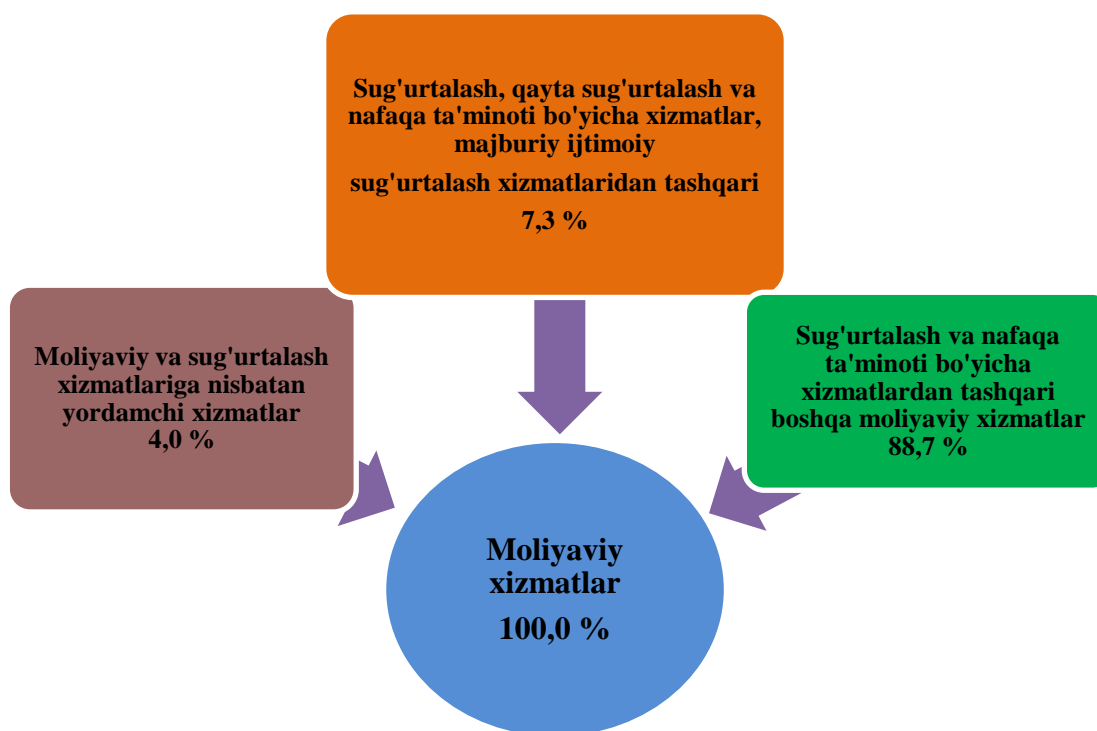 Sug'urtalash, qayta sug'urtalash va
nafaqa ta'minoti bo'yicha xizmatlar,
majburiy ijtimoiy
sug'urtalash xizmatlaridan tashqari
7,3 %
Moliyaviy va sug'urtalash
xizmatlariga nisbatan
yordamchi xizmatlar
4,0 %
Sug'urtalash va nafaqa
ta'minoti bo'yicha
xizmatlardan tashqari
boshqa moliyaviy xizmatlar
88,7 %
Moliyaviy
xizmatlar
100,0 %